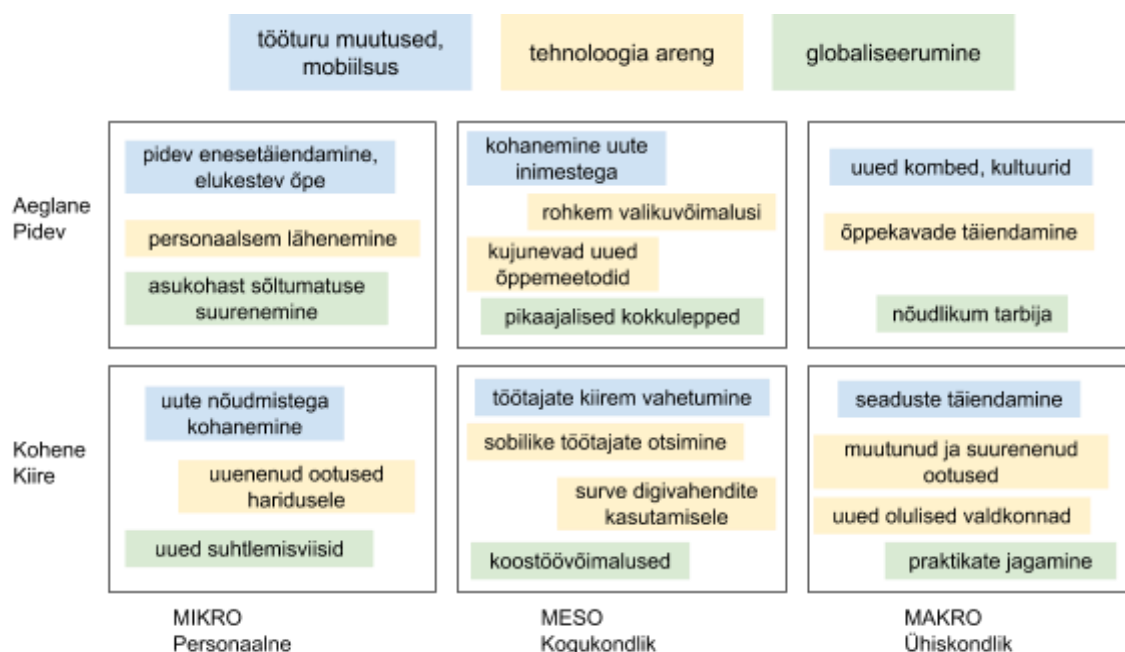 tööturu muutused,
mobiilsus
tehnoloogia areng
globaliseerumine
Aeglane
Pidev
pidev enesetäiendamine,
elukestev õpe
personaalsem lähenemine
asukohast sõltumatuse
suurenemine
kohanemine uute
inimestega
rohkem valikuvõimalusi
kujunevad uued
õppemeetodid
pikaajalised kokkulepped
uued kombed, kultuurid
õppekavade täiendamine
nõudlikum tarbija
Kohene
Kiire
uute nõudmistega
kohanemine
uuenenud ootused
haridusele
uued suhtlemisviisid
töötajate kiirem vahetumine
sobilike töötajate otsimine
surve digivahendite
kasutamisele
koostöövõimalused
seaduste täiendamine
muutunud ja suurenenud
ootused
uued olulised valdkonnad
praktikate jagamine
MIKRO
Personaalne
MESO
Kogukondlik
MAKRO
Ühiskondlik